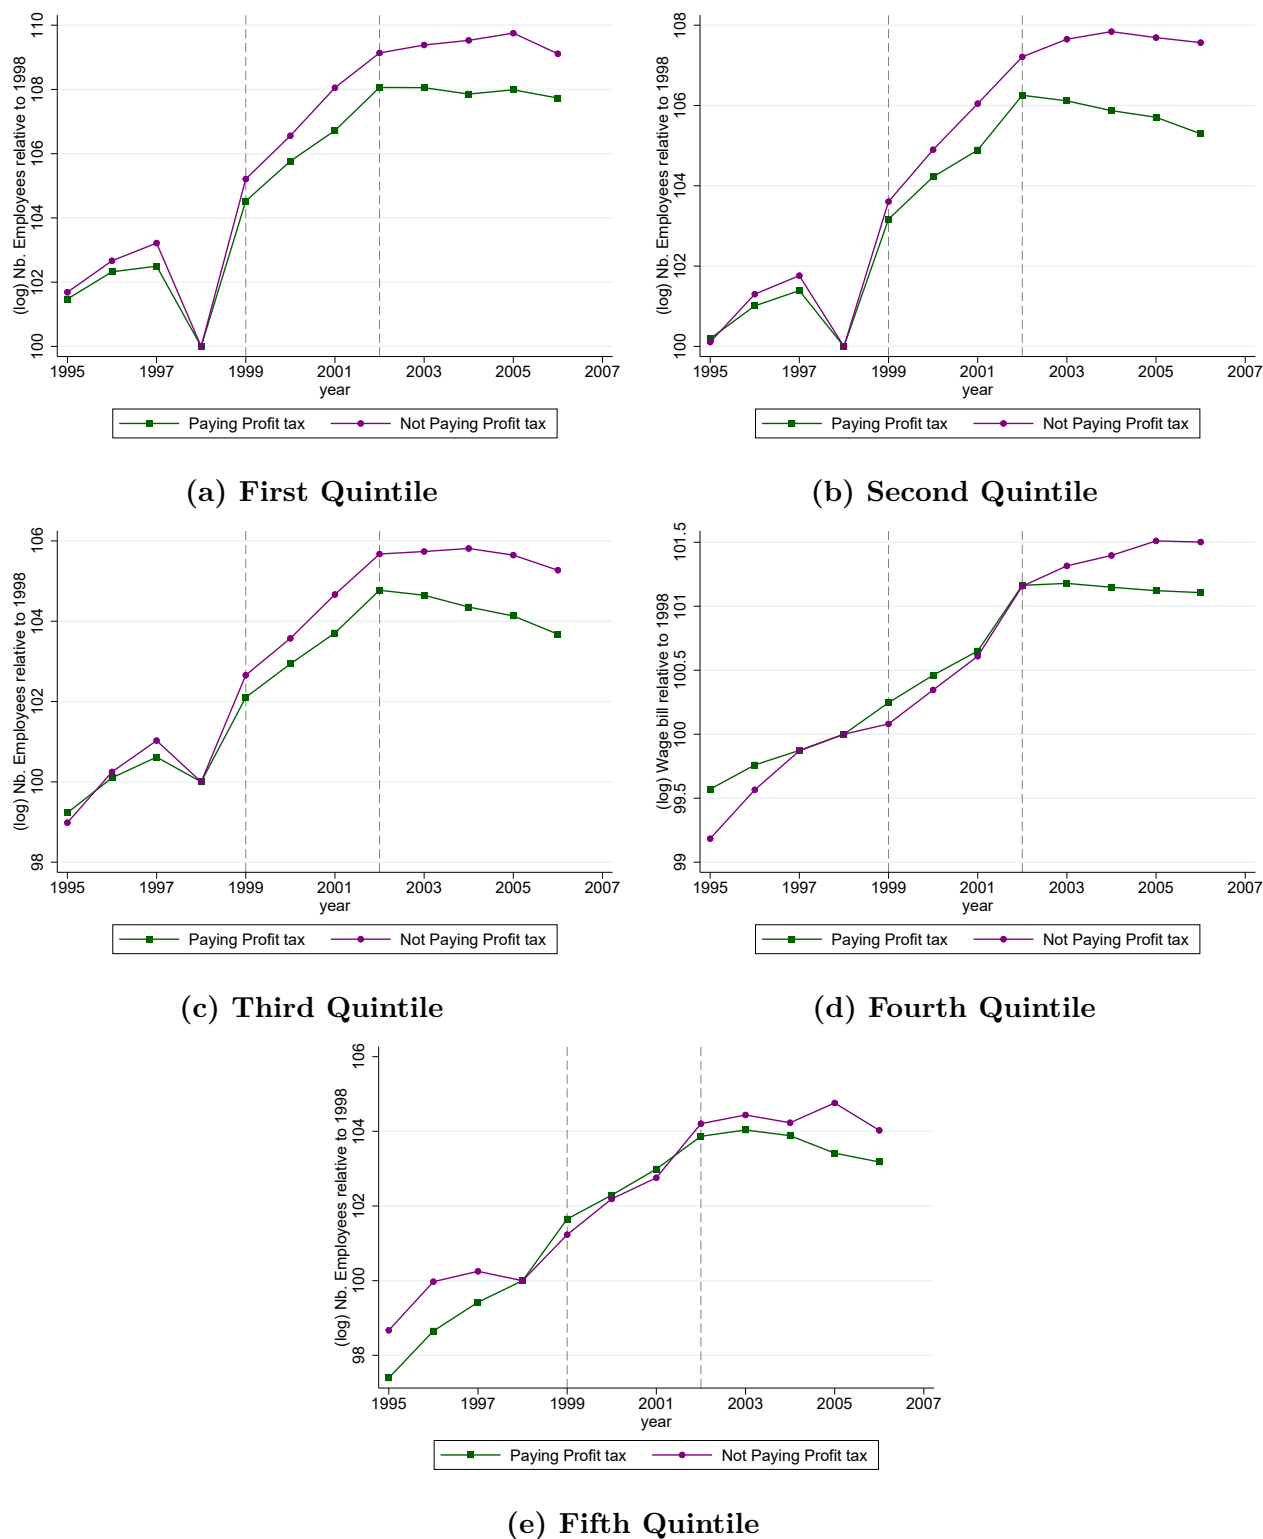 (log) Nb. Employees relative to 1998
110
108
106
104
102
100
1995 1997 1999 2001 2003 2005 2007
year
Paying Profit tax Not Paying Profit tax
(a) First Quintile
(log) Nb. Employees relative to 1998
108
106
104
102
100
1995 1997 1999 2001 2003 2005 2007
year
Paying Profit tax Not Paying Profit tax
(b) Second Quintile
(log) Nb. Employees relative to 1998
106
104
102
100
98
1995 1997 1999 2001 2003 2005 2007
year
Paying Profit tax Not Paying Profit tax
(c) Third Quintile
(log) Wage bill relative to 1998
101.5
101
100.5
100
99.5
99
1995 1997 1999 2001 2003 2005 2007
year
Paying Profit tax Not Paying Profit tax
(d) Fourth Quintile
(log) Nb. Employees relative to 1998
106
104
102
100
98
1995 1997 1999 2001 2003 2005 2007
year
Paying Profit tax Not Paying Profit tax
(e) Fifth Quintile